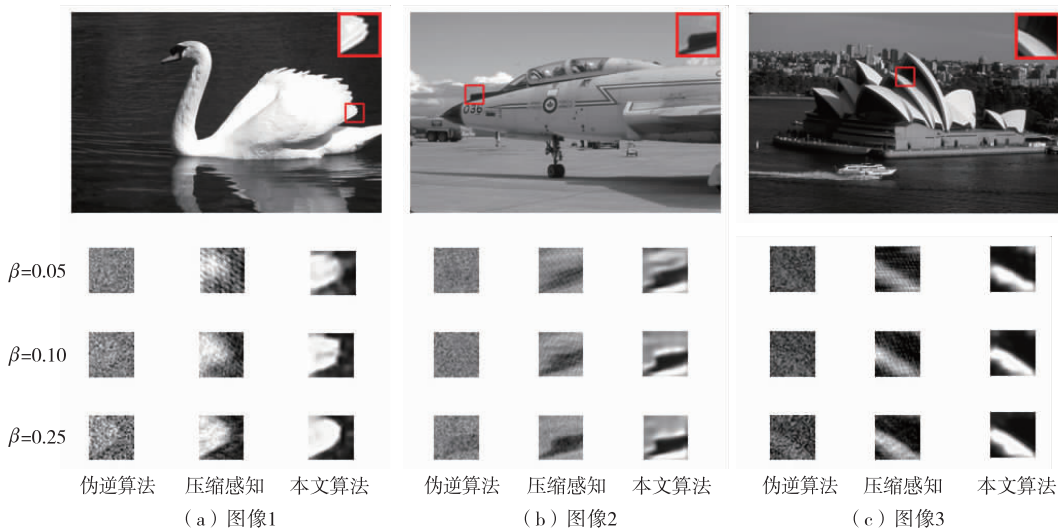 036
β=0.05
β=0.10
β=0.25
伪逆算法 压缩感知 本文算法 伪逆算法 压缩感知 本文算法 伪逆算法 压缩感知 本文算法
（a）图像1 （b）图像2 （c）图像3